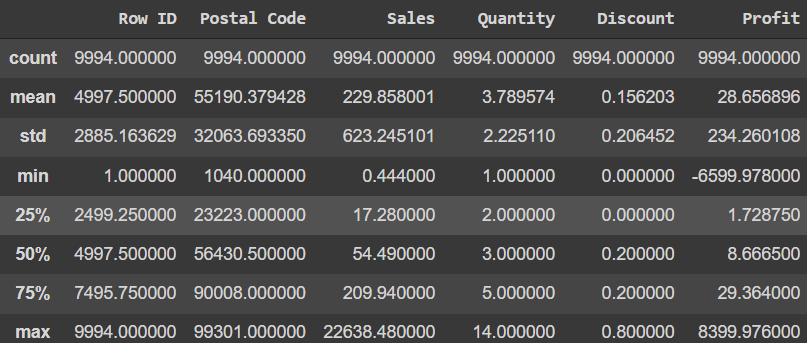 Row ID Postal Code Sales Quantity Discount Profit
count 9994.000000 9994.000000 9994.000000 9994.000000 9994.000000 9994.000000
mean 4997.500000 55190.379428 229.858001 3.789574 0.156203 28.656896
std 2885.163629 32063.693350 623.245101 2.225110 0.206452 234.260108
min 1.000000 1040.000000 0.444000 1.000000 0.000000 -6599.978000
25% 2499.250000 23223.000000 17.280000 2.000000 0.000000 1.728750
50% 4997.500000 56430.500000 54.490000 3.000000 0.200000 8.666500
75% 7495.750000 90008.000000 209.940000 5.000000 0.200000 29.364000
max 9994.000000 99301.000000 22638.480000 14.000000 0.800000 8399.976000